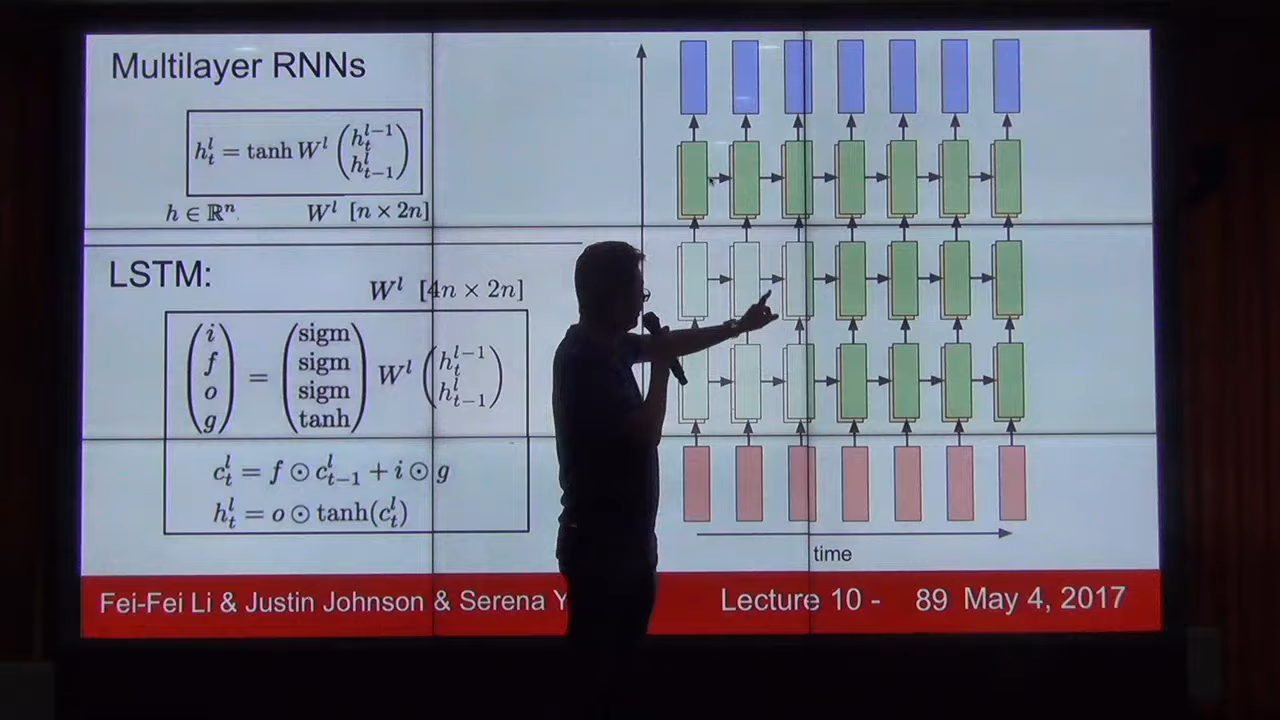 Multilayer RNNs
h_t^l = tanh W^l (h_t^{l-1} h_{t-1}^l)
h ∈ ℝ^n. W^l [n × 2n]
LSTM:
W^l [4n × 2n]
(i f o g) = (sigm sigm sigm tanh) W^l (h_t^{l-1} h_{t-1}^l)
c_t^l = f ⊙ c_{t-1}^l + i ⊙ g
h_t^l = o ⊙ tanh(c_t^l)
time
Fei-Fei Li & Justin Johnson & Serena
Lecture 10 - 89 May 4, 2017